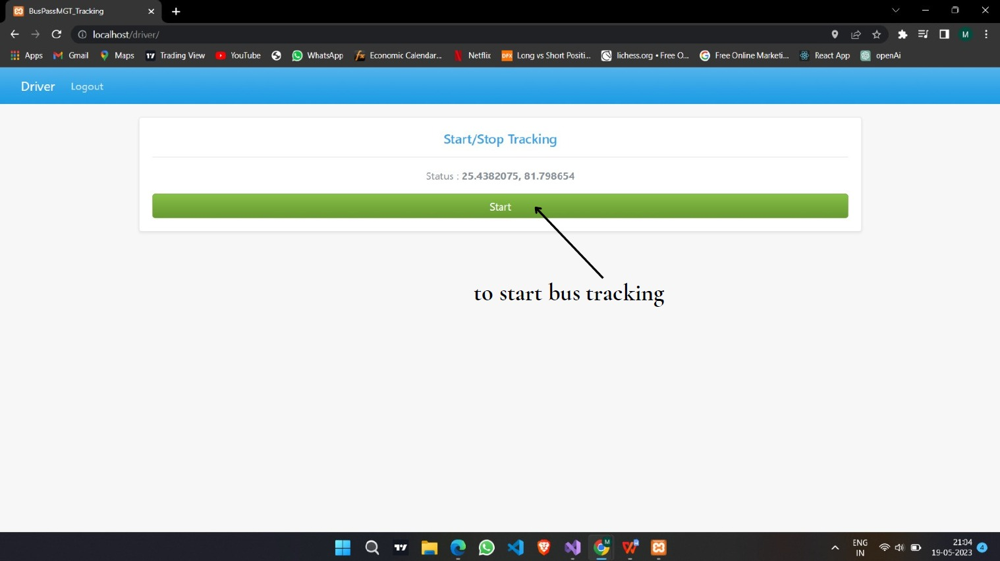 BusPassMGT_Tracking
localhost/driver/
M
Apps
Gmail
Maps
Trading View
YouTube
WhatsApp
Economic Calendar...
Netflix
DFX
Long vs Short Positi...
lichess.org • Free O...
Free Online Marketi...
React App
openAi
Driver Logout
Start/Stop Tracking
Status : 25.4382075, 81.798654
Start
to start bus tracking
M
ENG
IN
21:04
19-05-2023
4